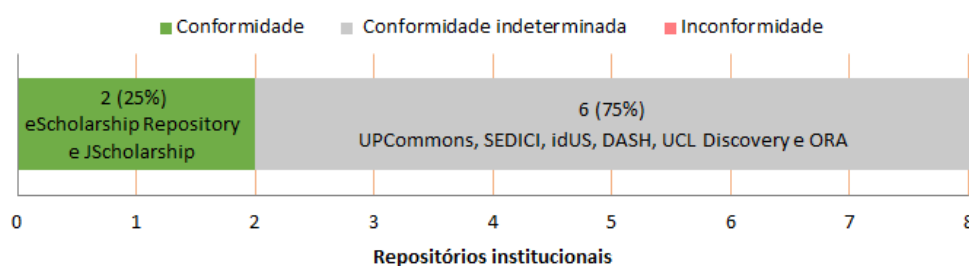 Conformidade Conformidade indeterminada Inconformidade
2 (25%)
eScholarship Repository
e JScholarship
6 (75%)
UPCommons, SEDICI, idUS, DASH, UCL Discovery e ORA
0 1 2 3 4 5 6 7 8
Repositórios institucionais